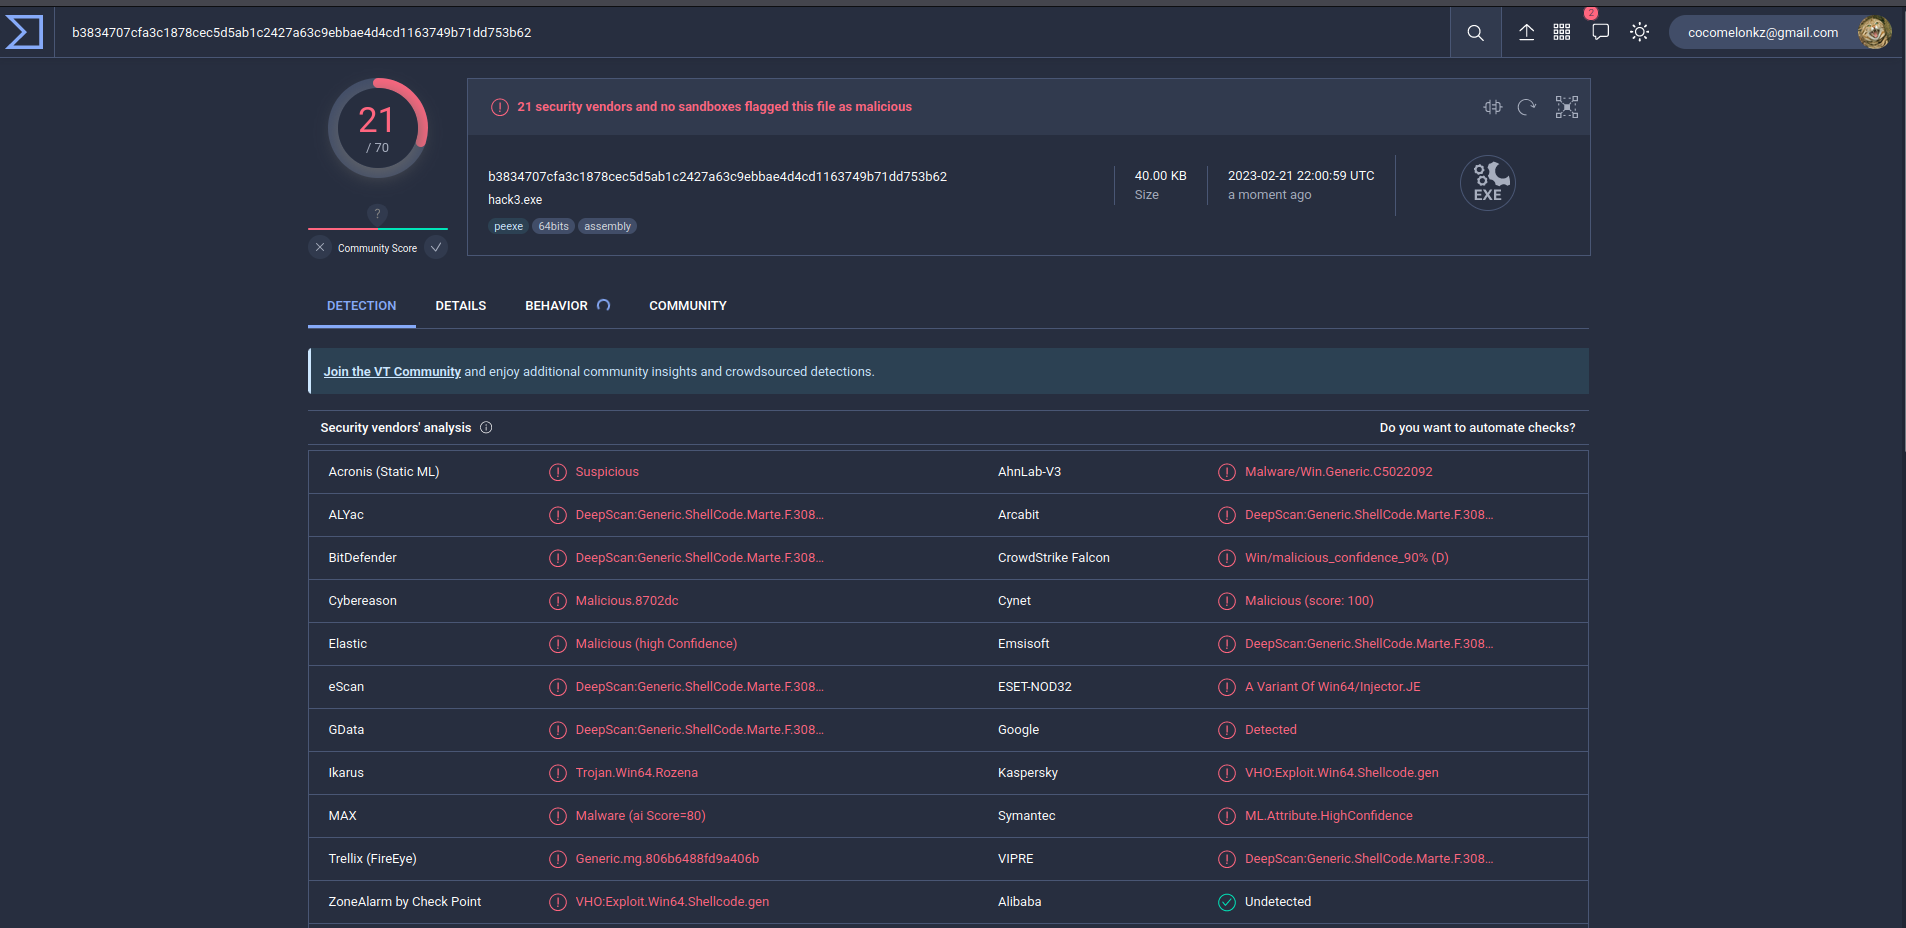 b3834707cfa3c1878cec5d5ab1c2427a63c9ebbae4d4cd1163749b71dd753b62
2
cocomelonkz@gmail.com
21
/ 70
?
Community Score
21 security vendors and no sandboxes flagged this file as malicious
b3834707cfa3c1878cec5d5ab1c2427a63c9ebbae4d4cd1163749b71dd753b62
hack3.exe
peexe 64bits assembly
40.00 KB
Size
2023-02-21 22:00:59 UTC
a moment ago
EXE
DETECTION DETAILS BEHAVIOR COMMUNITY
Join the VT Community and enjoy additional community insights and crowdsourced detections.
Security vendors' analysis Do you want to automate checks?
Acronis (Static ML) Suspicious AhnLab-V3 Malware/Win.Generic.C5022092
ALYac DeepScan:Generic.ShellCode.Marte.F.308... Arcabit DeepScan:Generic.ShellCode.Marte.F.308...
BitDefender DeepScan:Generic.ShellCode.Marte.F.308... CrowdStrike Falcon Win/malicious_confidence_90% (D)
Cybereason Malicious.8702dc Cynet Malicious (score: 100)
Elastic Malicious (high Confidence) Emsisoft DeepScan:Generic.ShellCode.Marte.F.308...
eScan DeepScan:Generic.ShellCode.Marte.F.308... ESET-NOD32 A Variant Of Win64/Injector.JE
GData DeepScan:Generic.ShellCode.Marte.F.308... Google Detected
Ikarus Trojan.Win64.Rozena Kaspersky VHO:Exploit.Win64.Shellcode.gen
MAX Malware (ai Score=80) Symantec ML.Attribute.HighConfidence
Trellix (FireEye) Generic.mg.806b6488fd9a406b VIPRE DeepScan:Generic.ShellCode.Marte.F.308...
ZoneAlarm by Check Point VHO:Exploit.Win64.Shellcode.gen Alibaba Undetected